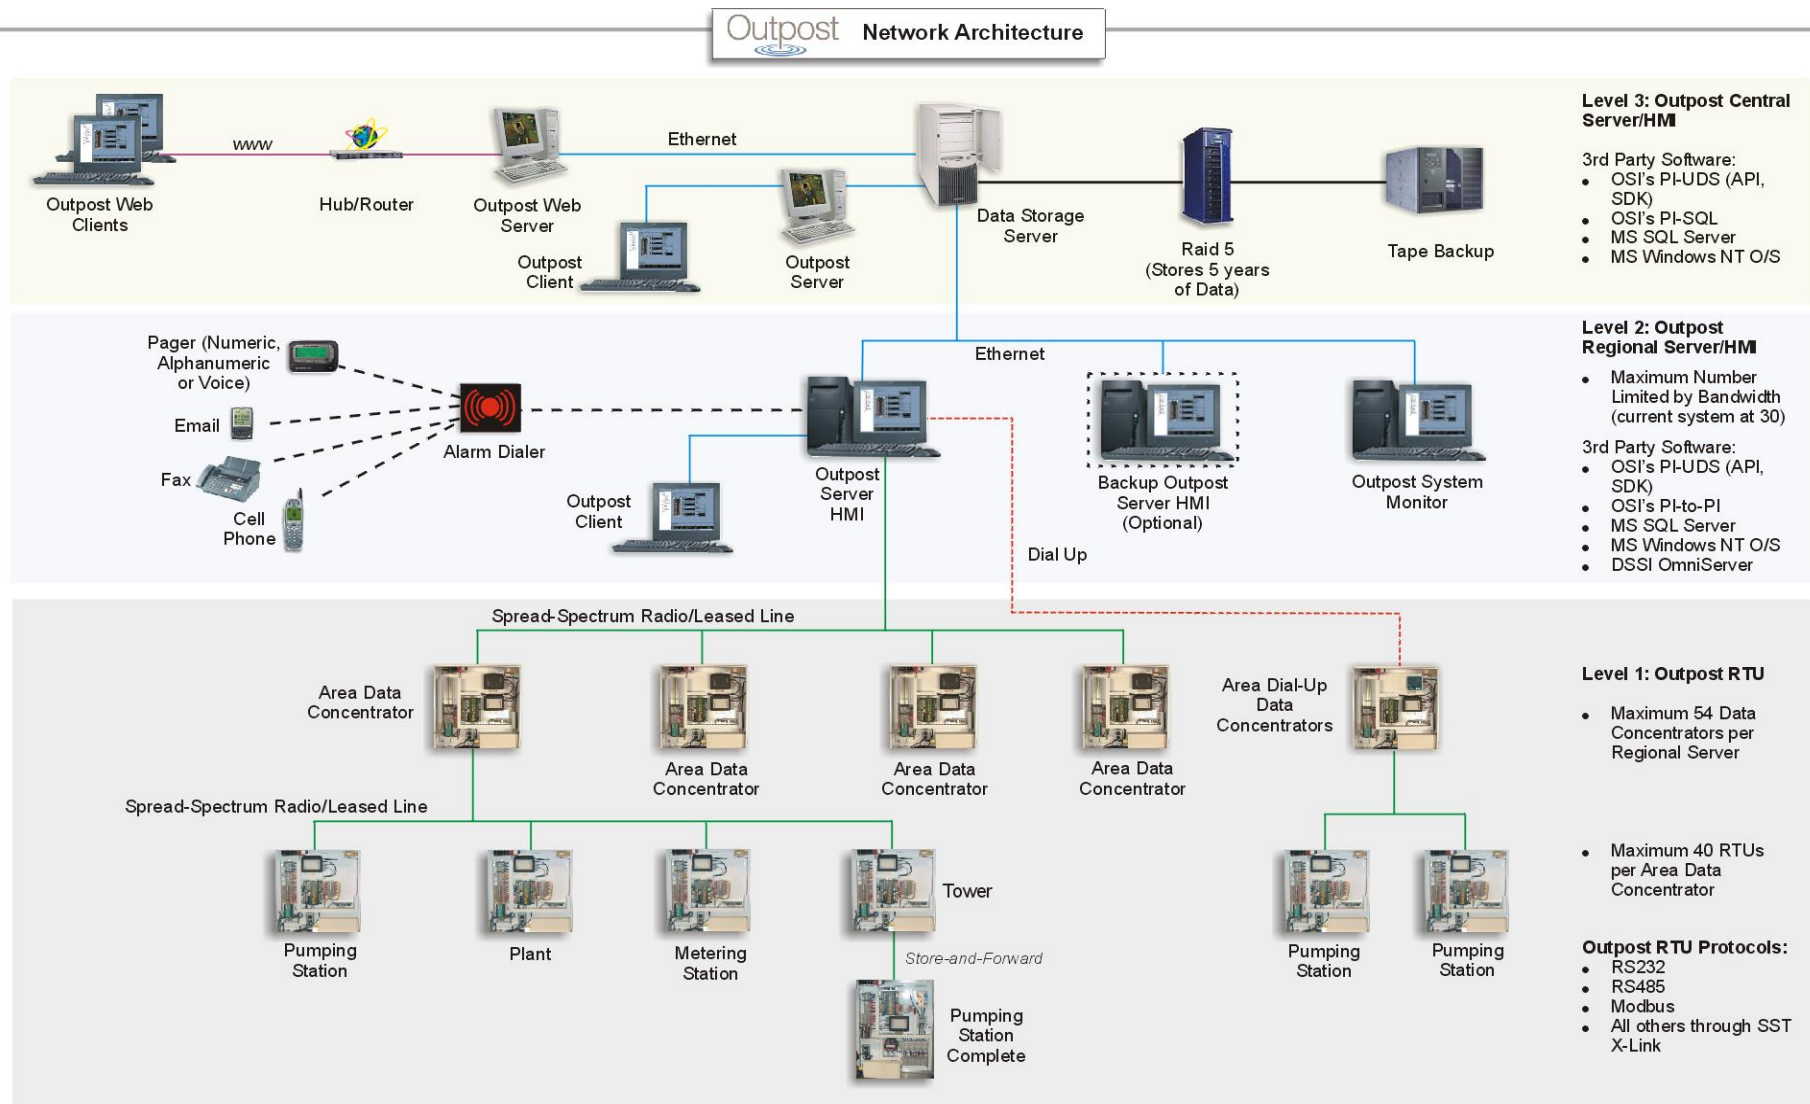 Outpost Network Architecture
Level 3: Outpost Central
Server/HMI
3rd Party Software:
• OSI's PI-UDS (API,
SDK)
• OSI's PI-SQL
• MS SQL Server
• MS Windows NT O/S
www
Ethernet
Outpost Web
Clients
Hub/Router
Outpost Web
Server
Outpost
Client
Outpost
Server
Data Storage
Server
Raid 5
(Stores 5 years
of Data)
Tape Backup
Level 2: Outpost
Regional Server/HMI
• Maximum Number
Limited by Bandwidth
(current system at 30)
3rd Party Software:
• OSI's PI-UDS (API,
SDK)
• OSI's PI-to-PI
• MS SQL Server
• MS Windows NT O/S
• DSSI OmniServer
Pager (Numeric,
Alphanumeric
or Voice)
Email
Fax
Cell
Phone
Alarm Dialer
Ethernet
Outpost
Client
Outpost
Server
HMI
Backup Outpost
Server HMI
(Optional)
Outpost System
Monitor
Dial Up
Spread-Spectrum Radio/Leased Line
Area Data
Concentrator
Area Data
Concentrator
Area Data
Concentrator
Area Data
Concentrator
Area Dial-Up
Data
Concentrators
Level 1: Outpost RTU
• Maximum 54 Data
Concentrators per
Regional Server
• Maximum 40 RTUs
per Area Data
Concentrator
Outpost RTU Protocols:
• RS232
• RS485
• Modbus
• All others through SST
X-Link
Spread-Spectrum Radio/Leased Line
Pumping
Station
Plant
Metering
Station
Tower
Store-and-Forward
Pumping
Station
Complete
Pumping
Station
Pumping
Station